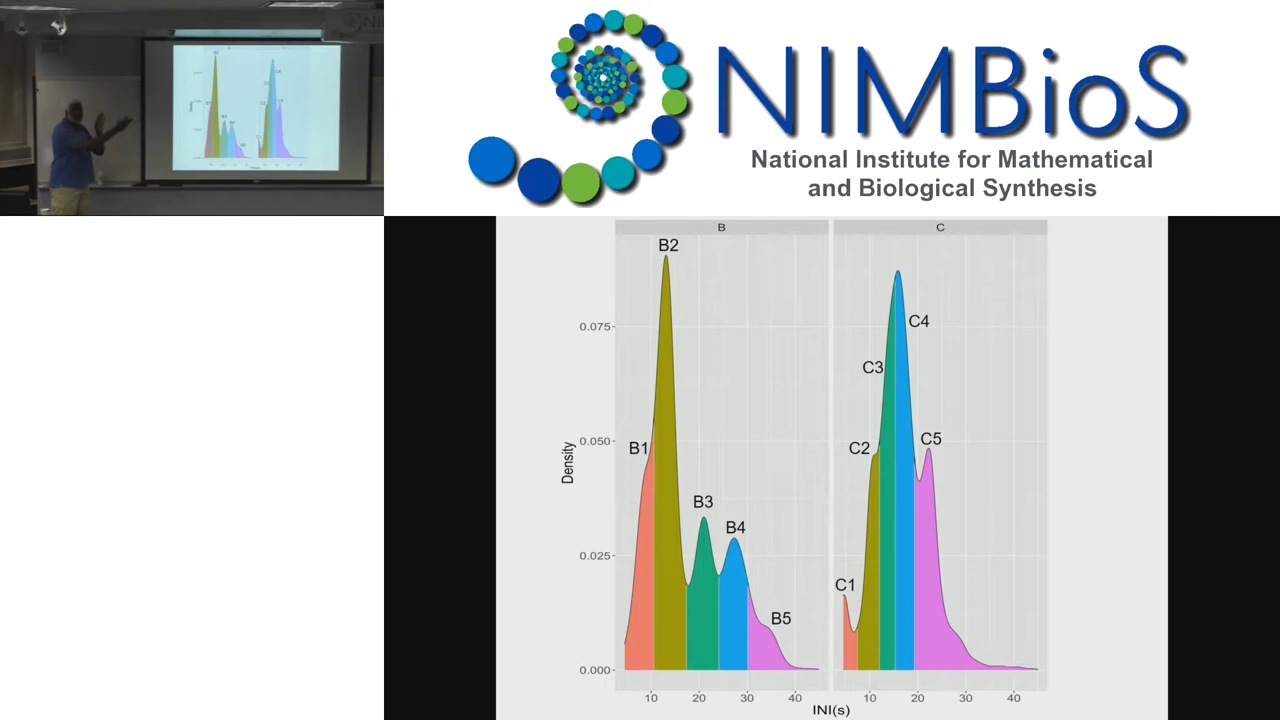 NIMBioS
National Institute for Mathematical
and Biological Synthesis
B
C
B2
B1
B3
B4
B5
C4
C3
C2
C5
C1
0.075
0.050
0.025
0.000
Density
10 20 30 40
10 20 30 40
INI(s)